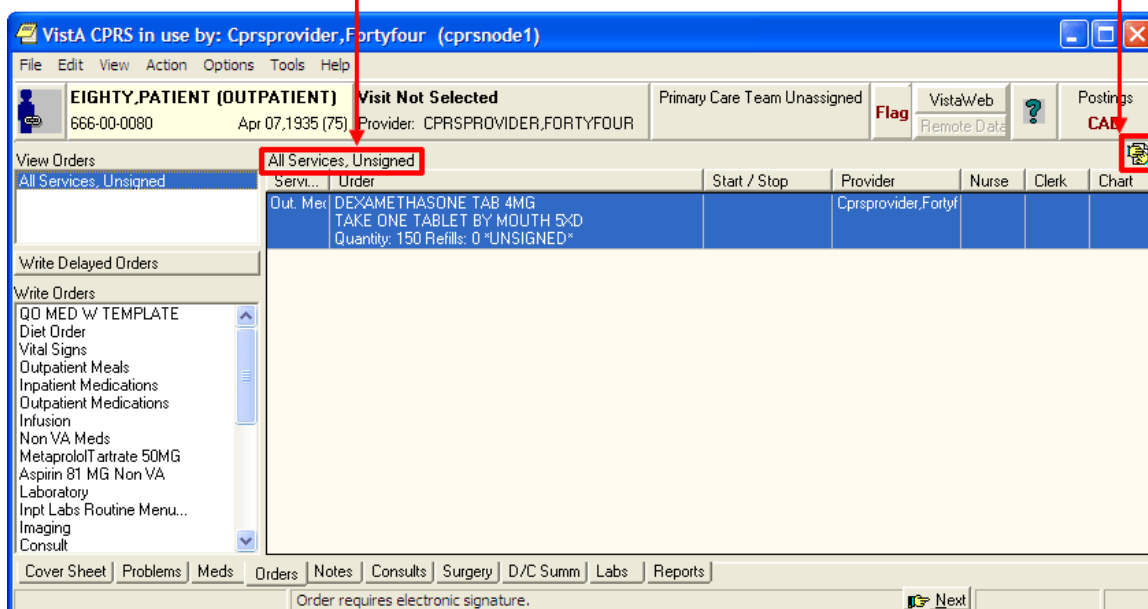 VistA CPRS in use by: Cprsprovider,Fortyfour (cprsnode1)
File Edit View Action Options Tools Help
EIGHTY,PATIENT (OUTPATIENT) Visit Not Selected Primary Care Team Unassigned Flag VistaWeb ? Postings
666-00-0080 Apr 07,1935 (75) Provider: CPRSPROVIDER,FORTYFOUR Remote Data CAD
View Orders
All Services, Unsigned
Write Delayed Orders
Write Orders
QO MED W TEMPLATE
Diet Order
Vital Signs
Outpatient Meals
Inpatient Medications
Outpatient Medications
Infusion
Non VA Meds
MetaprololTartrate 50MG
Aspirin 81 MG Non VA
Laboratory
Inpt Labs Routine Menu...
Imaging
Consult
All Services, Unsigned
Servi... Order Start / Stop Provider Nurse Clerk Chart
Out. Med DEXAMETHASONE TAB 4MG Cprsprovider,Fortyf
TAKE ONE TABLET BY MOUTH 5XD
Quantity: 150 Refills: 0 *UNSIGNED*
Cover Sheet Problems Meds Orders Notes Consults Surgery D/C Summ Labs Reports
Order requires electronic signature. Next